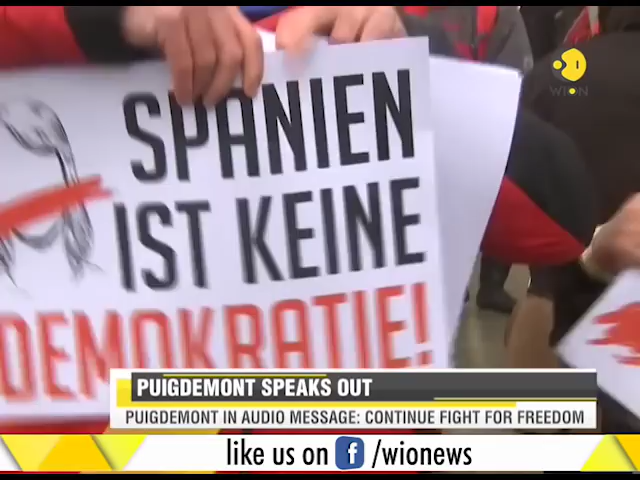 WION
SPANIEN
IST KEINE
DEMOKRATIE!
PUIGDEMONT SPEAKS OUT
PUIGDEMONT IN AUDIO MESSAGE: CONTINUE FIGHT FOR FREEDOM
like us on f /wionews